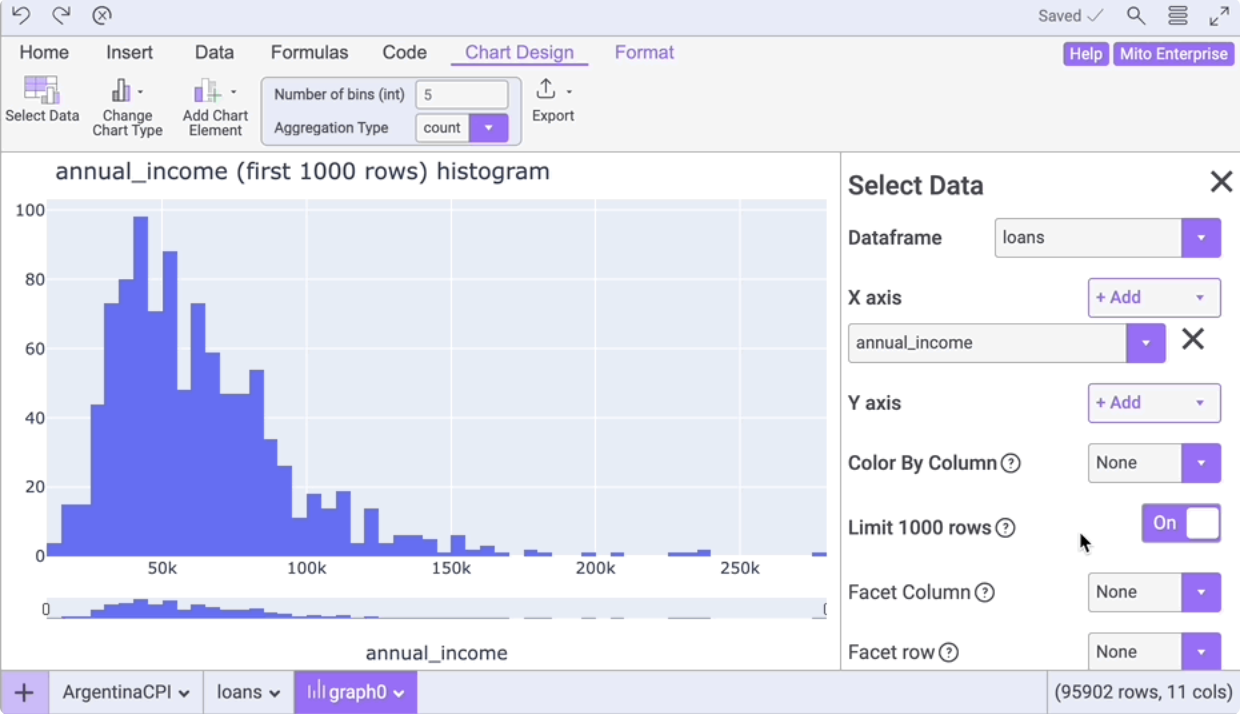 Saved
Home Insert Data Formulas Code Chart Design Format Help Mito Enterprise
Select Data
Change
Chart Type
Add Chart
Element
Number of bins (int) 5
Aggregation Type count
Export
annual_income (first 1000 rows) histogram
100
80
60
40
20
0
50k 100k 150k 200k 250k
annual_income
Select Data
Dataframe loans
X axis + Add
annual_income
Y axis + Add
Color By Column ? None
Limit 1000 rows ? On
Facet Column ? None
Facet row ? None
+ ArgentinaCPI loans graph0 (95902 rows, 11 cols)